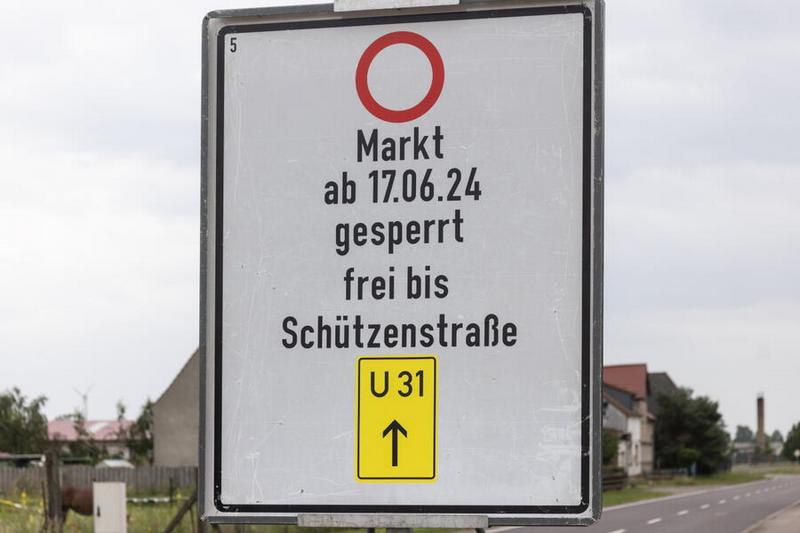 5
Markt
ab 17.06.24
gesperrt
frei bis
Schützenstraße
U 31